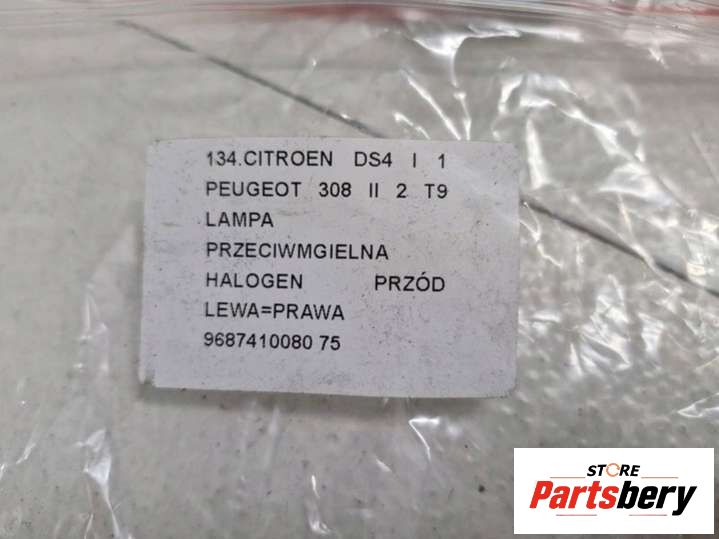 134.CITROEN DS4 I 1
PEUGEOT 308 II 2 T9
LAMPA
PRZECIWMGIELNA
HALOGEN PRZÓD
LEWA=PRAWA
9687410080 75
STORE
Partsbery